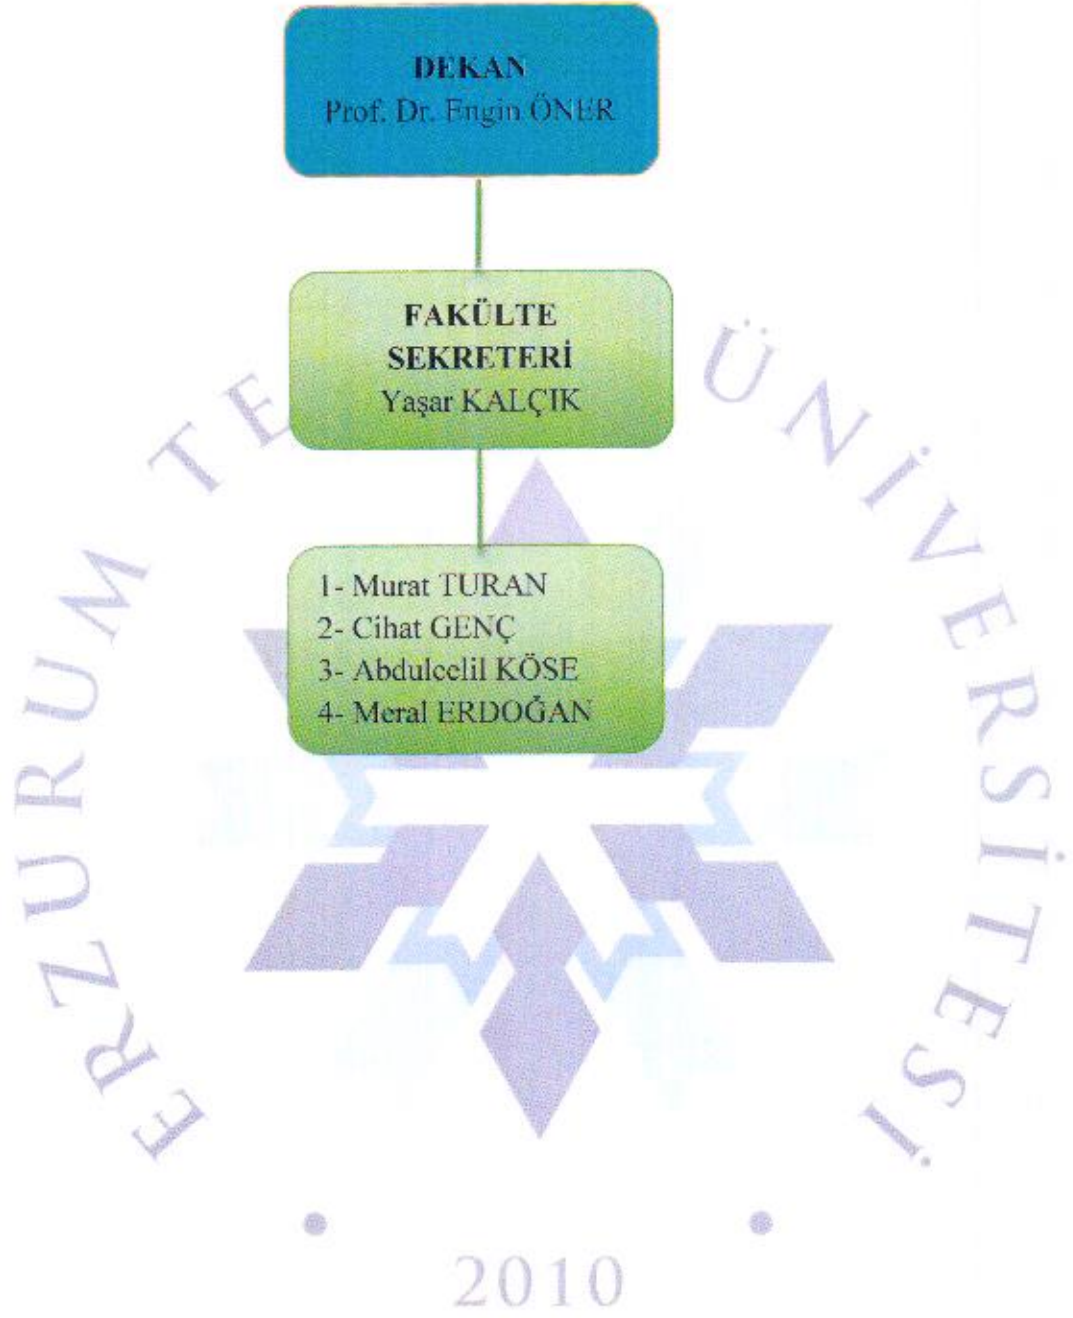 DEKAN
Prof. Dr. Engin ÖNER
FAKÜLTE
SEKRETERİ
Yaşar KALÇIK
1- Murat TURAN
2- Cihat GENÇ
3- Abdulcelil KÖSE
4- Meral ERDOĞAN
ERZURUM TE ÜNİVERSİTESİ
2010